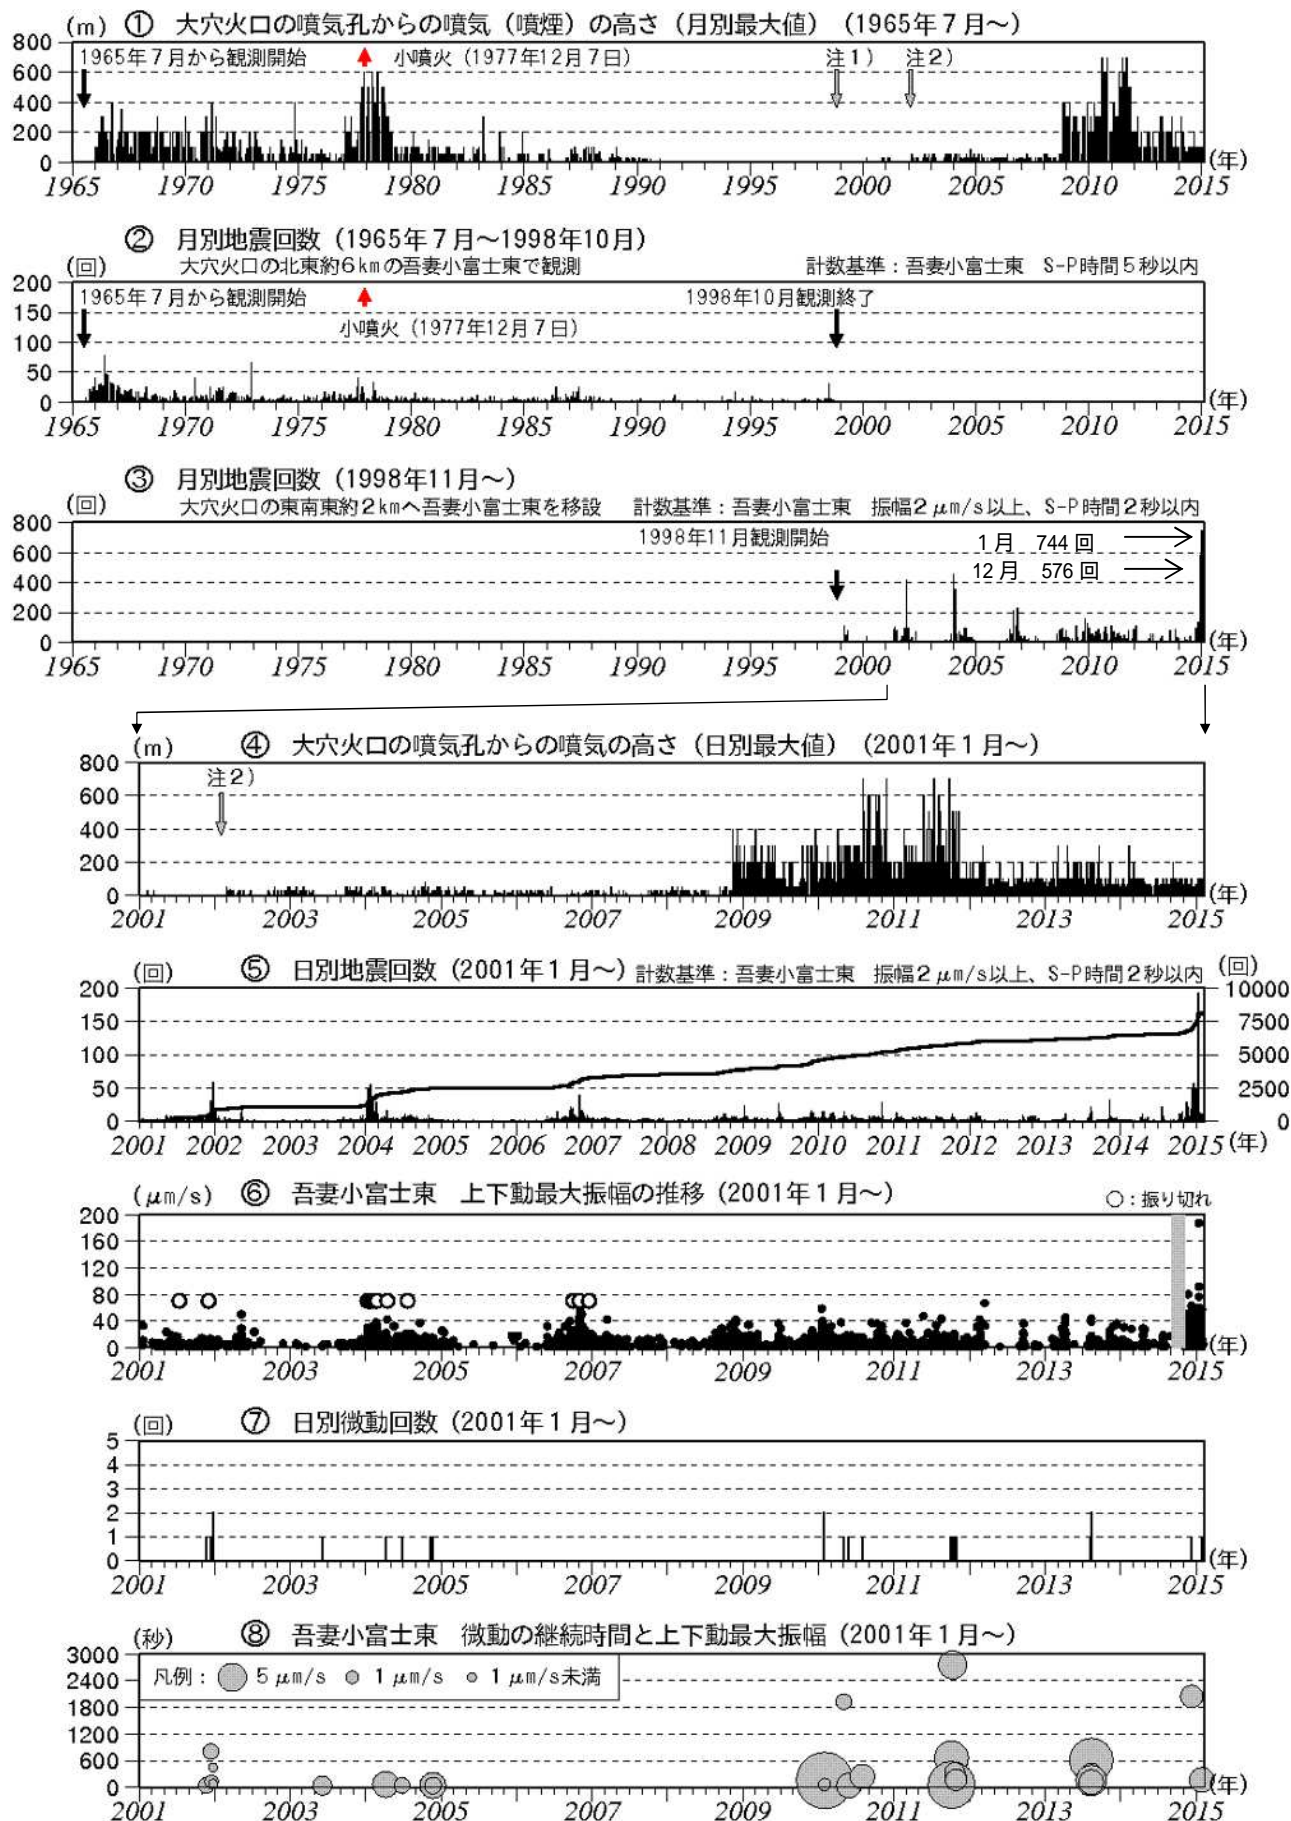 (m) ① 大穴火口の噴気孔からの噴気（噴煙）の高さ（月別最大値）（1965年７月～）
800
600
400
200
0
1965年７月から観測開始
小噴火（1977年12月７日）
注１)
注２)
(年)
1965 1970 1975 1980 1985 1990 1995 2000 2005 2010 2015
② 月別地震回数（1965年７月～1998年10月）
(回) 大穴火口の北東約６kmの吾妻小富士東で観測 計数基準：吾妻小富士東 S-P時間５秒以内
200
150
100
50
0
1965年７月から観測開始
小噴火（1977年12月７日）
1998年10月観測終了
(年)
1965 1970 1975 1980 1985 1990 1995 2000 2005 2010 2015
③ 月別地震回数（1998年11月～）
(回) 大穴火口の東南東約２kmへ吾妻小富士東を移設 計数基準：吾妻小富士東 振幅２μm/s以上、S-P時間２秒以内
800
600
400
200
0
1998年11月観測開始
1月 744 回
12月 576 回
(年)
1965 1970 1975 1980 1985 1990 1995 2000 2005 2010 2015
(m) ④ 大穴火口の噴気孔からの噴気の高さ（日別最大値）（2001年１月～）
800
600
400
200
0
注２)
(年)
2001 2003 2005 2007 2009 2011 2013 2015
(回) ⑤ 日別地震回数（2001年１月～）計数基準：吾妻小富士東 振幅２μm/s以上、S-P時間２秒以内 (回)
200
150
100
50
0
10000
7500
5000
2500
0
2001 2002 2003 2004 2005 2006 2007 2008 2009 2010 2011 2012 2013 2014 2015 (年)
(μm/s) ⑥ 吾妻小富士東 上下動最大振幅の推移（2001年１月～） ○：振り切れ
200
160
120
80
40
0
(年)
2001 2003 2005 2007 2009 2011 2013 2015
(回) ⑦ 日別微動回数（2001年１月～）
5
4
3
2
1
0
(年)
2001 2003 2005 2007 2009 2011 2013 2015
(秒) ⑧ 吾妻小富士東 微動の継続時間と上下動最大振幅（2001年１月～）
3000
2400
1800
1200
600
0
凡例： ５μm/s １μm/s １μm/s未満
(年)
2001 2003 2005 2007 2009 2011 2013 2015